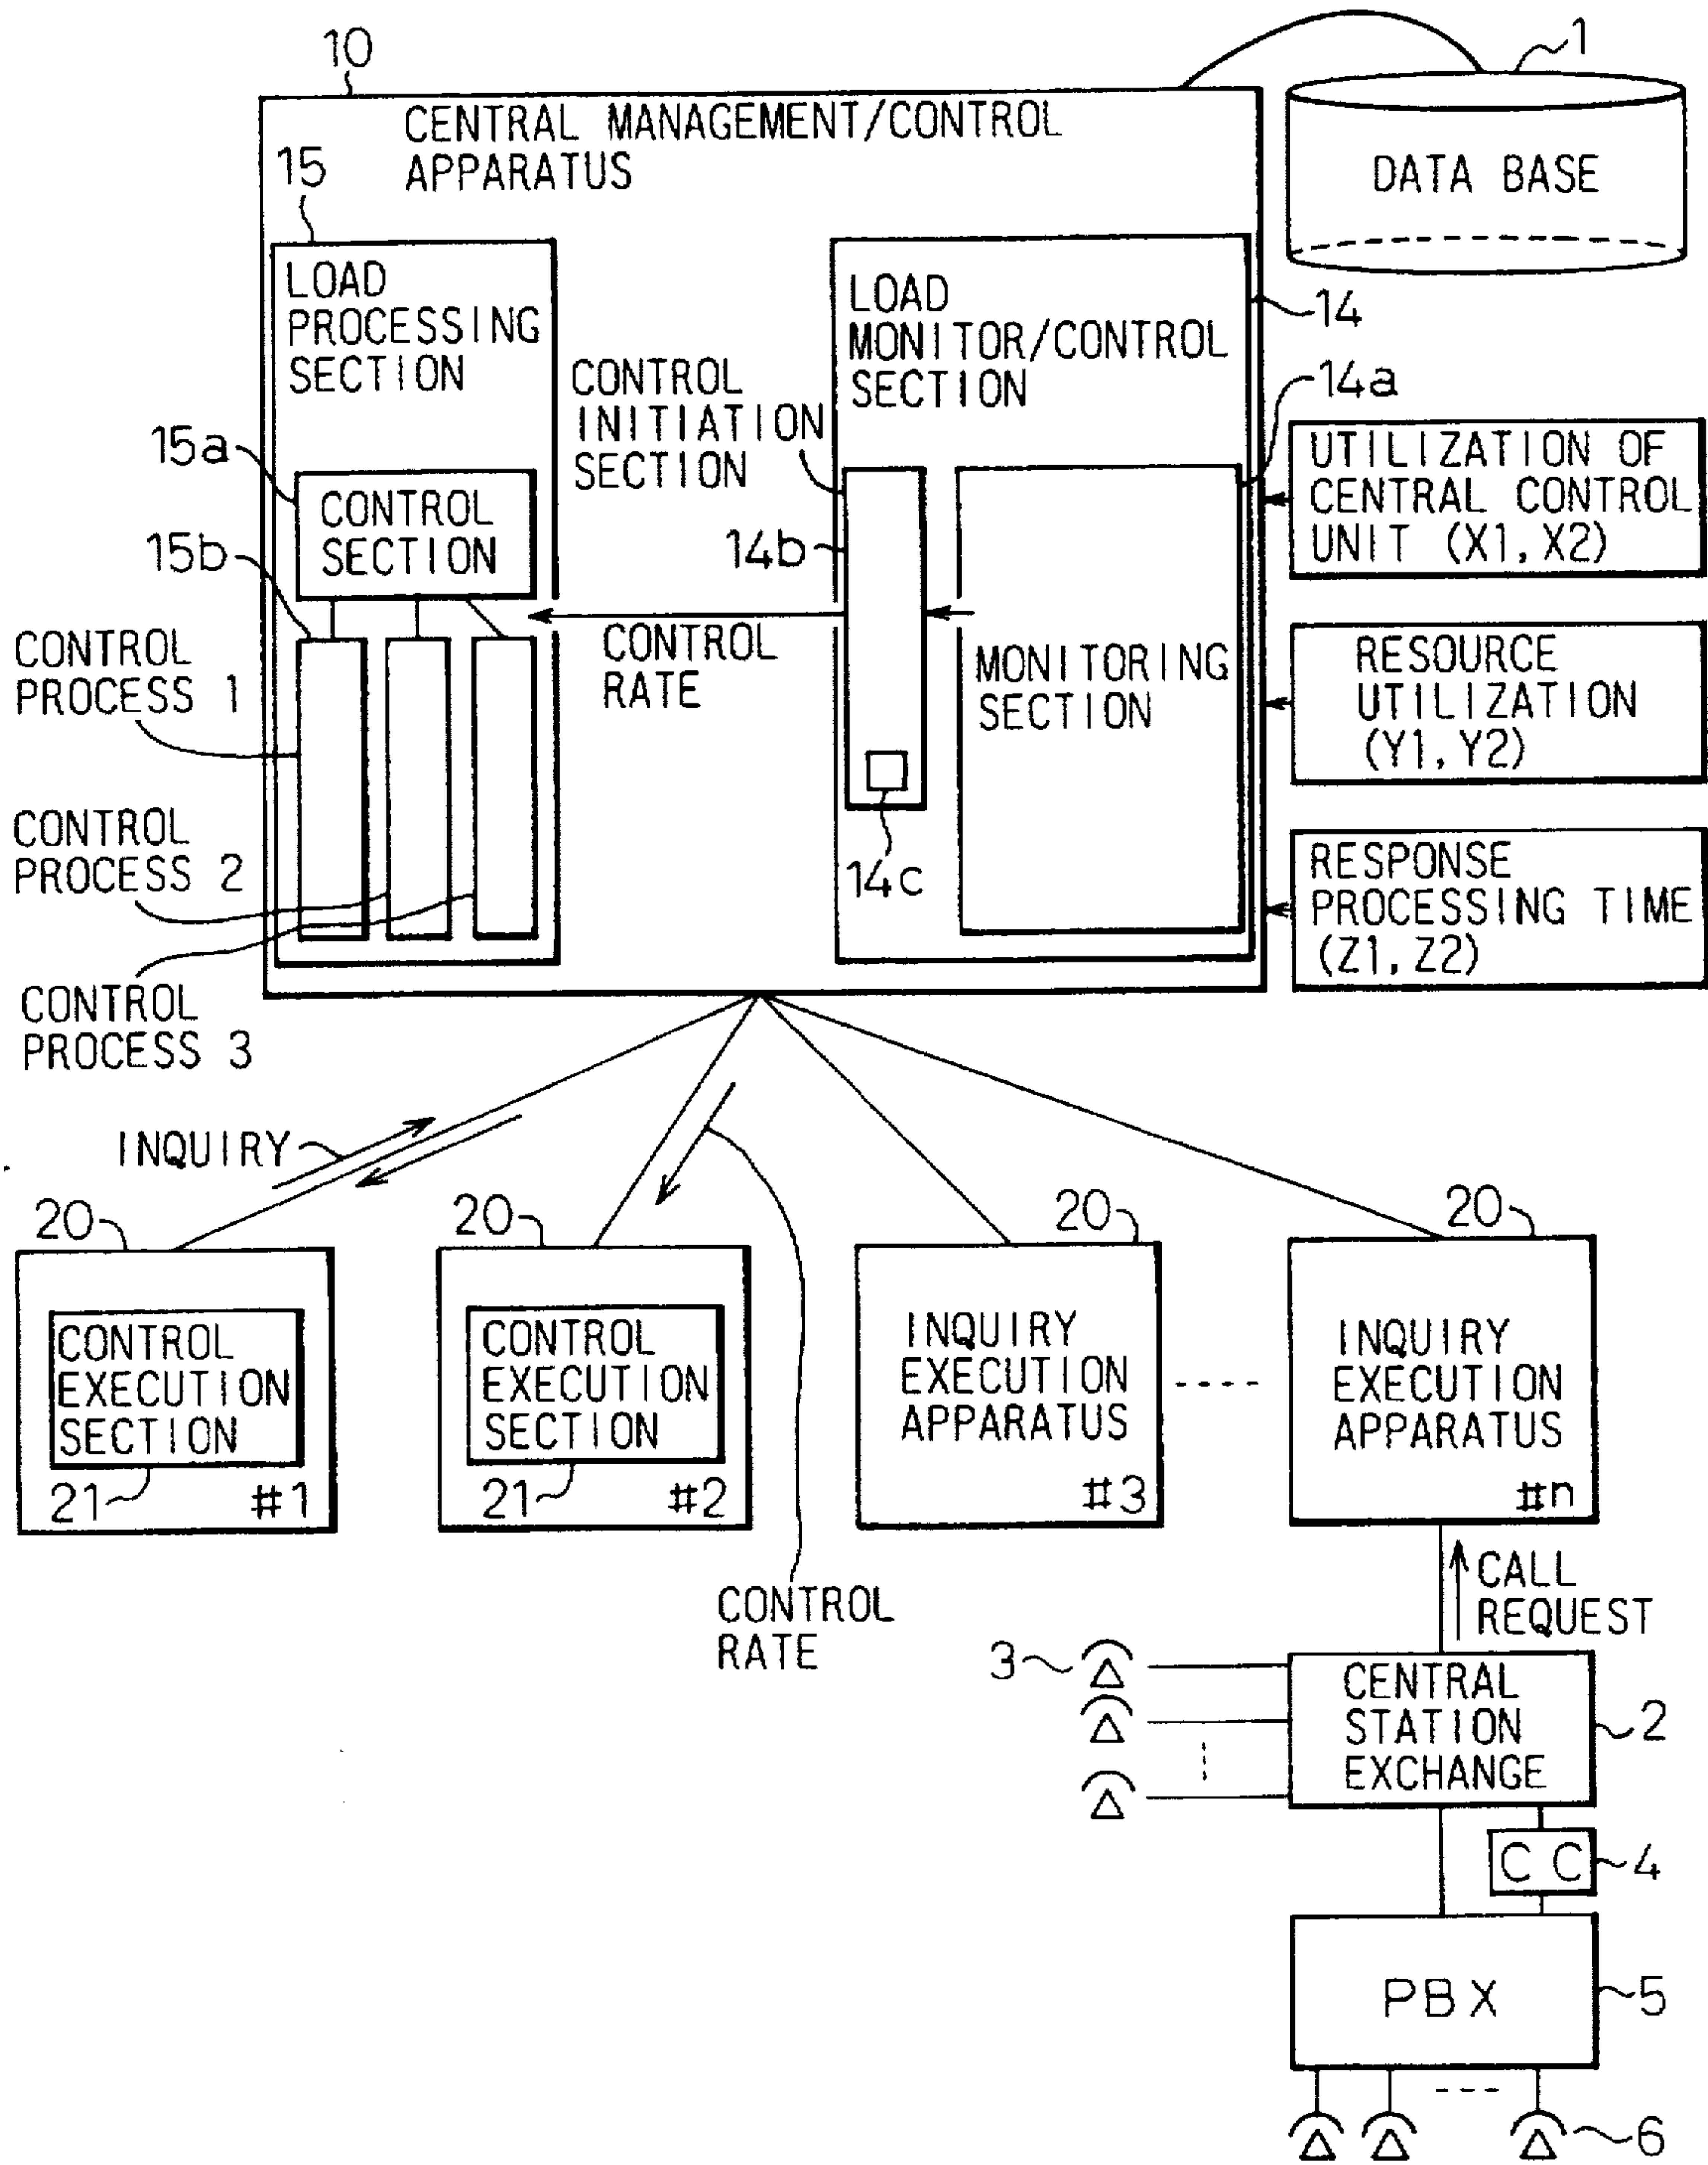 10
1
CENTRAL MANAGEMENT/CONTROL
APPARATUS
DATA BASE
15
LOAD
PROCESSING
SECTION
LOAD
MONITOR/CONTROL
SECTION
14
CONTROL
INITIATION
SECTION
14a
15a
CONTROL
SECTION
15b
14b
UTILIZATION OF
CENTRAL CONTROL
UNIT (X1, X2)
CONTROL
PROCESS 1
CONTROL
RATE
MONITORING
SECTION
RESOURCE
UTILIZATION
(Y1, Y2)
CONTROL
PROCESS 2
14c
RESPONSE
PROCESSING TIME
(Z1, Z2)
CONTROL
PROCESS 3
INQUIRY
20
20
20
20
CONTROL
EXECUTION
SECTION
21
#1
CONTROL
EXECUTION
SECTION
21
#2
INQUIRY
EXECUTION
APPARATUS
#3
INQUIRY
EXECUTION
APPARATUS
#n
CONTROL
RATE
CALL
REQUEST
3
CENTRAL
STATION
EXCHANGE
2
CC
4
PBX
5
6